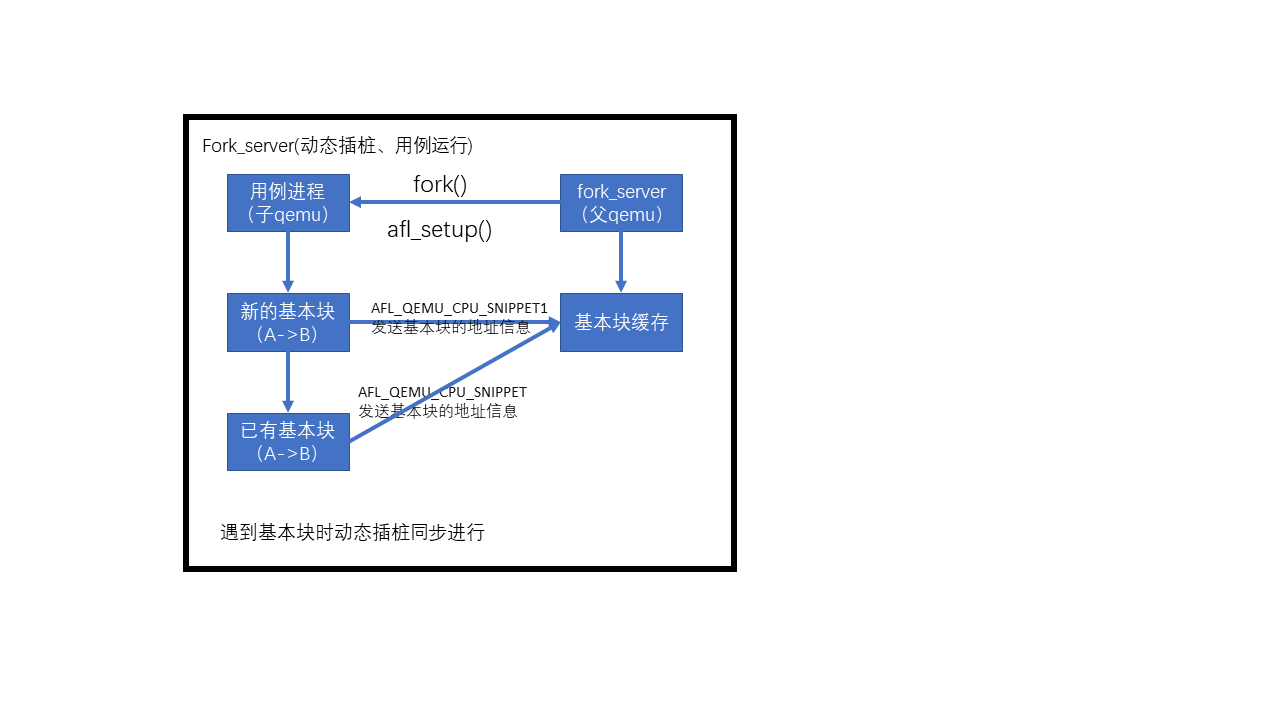 Fork_server(动态插桩、用例运行)
用例进程
（子qemu）
fork()
afl_setup()
fork_server
（父qemu）
新的基本块
（A->B）
AFL_QEMU_CPU_SNIPPET1
发送基本块的地址信息
基本块缓存
AFL_QEMU_CPU_SNIPPET
发送基本块的地址信息
已有基本块
（A->B）
遇到基本块时动态插桩同步进行